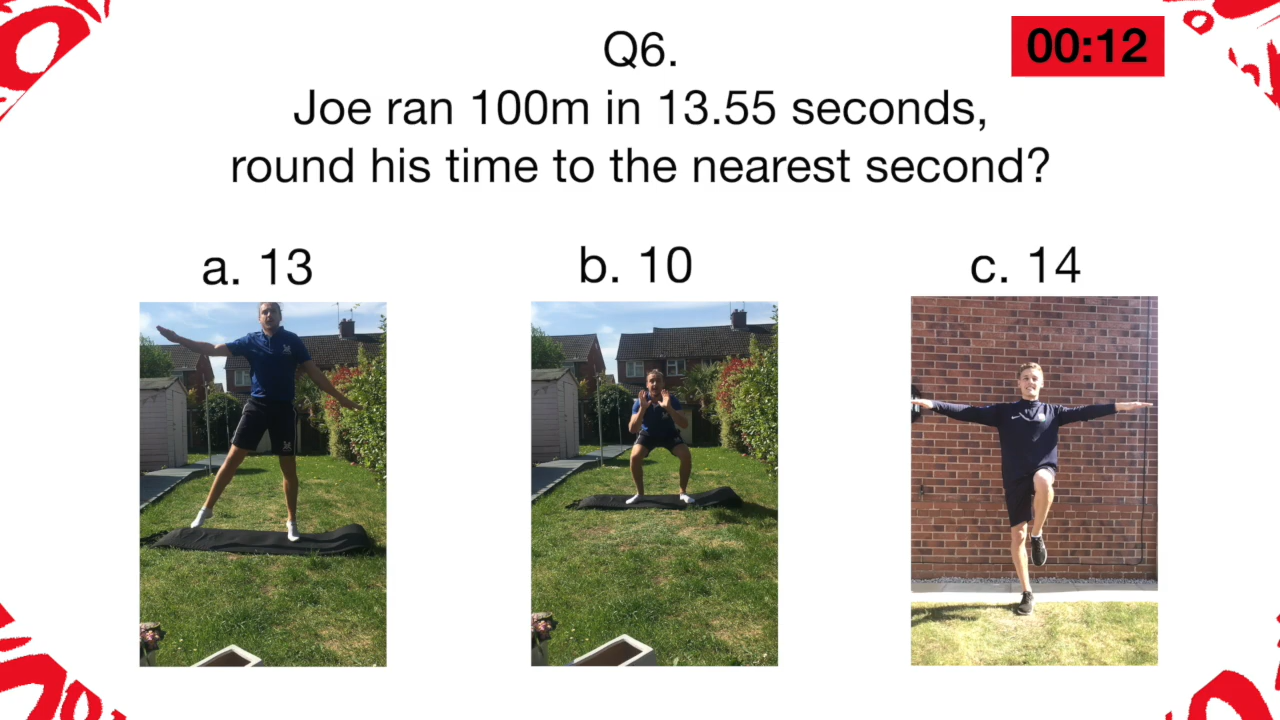 00:12
Q6.
Joe ran 100m in 13.55 seconds,
round his time to the nearest second?
a. 13
b. 10
c. 14